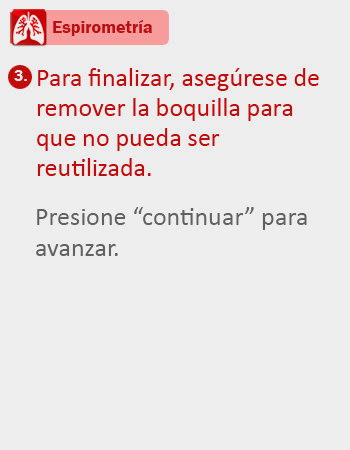 Espirometría
3. Para finalizar, asegúrese de
remover la boquilla para
que no pueda ser
reutilizada.
Presione “continuar” para
avanzar.